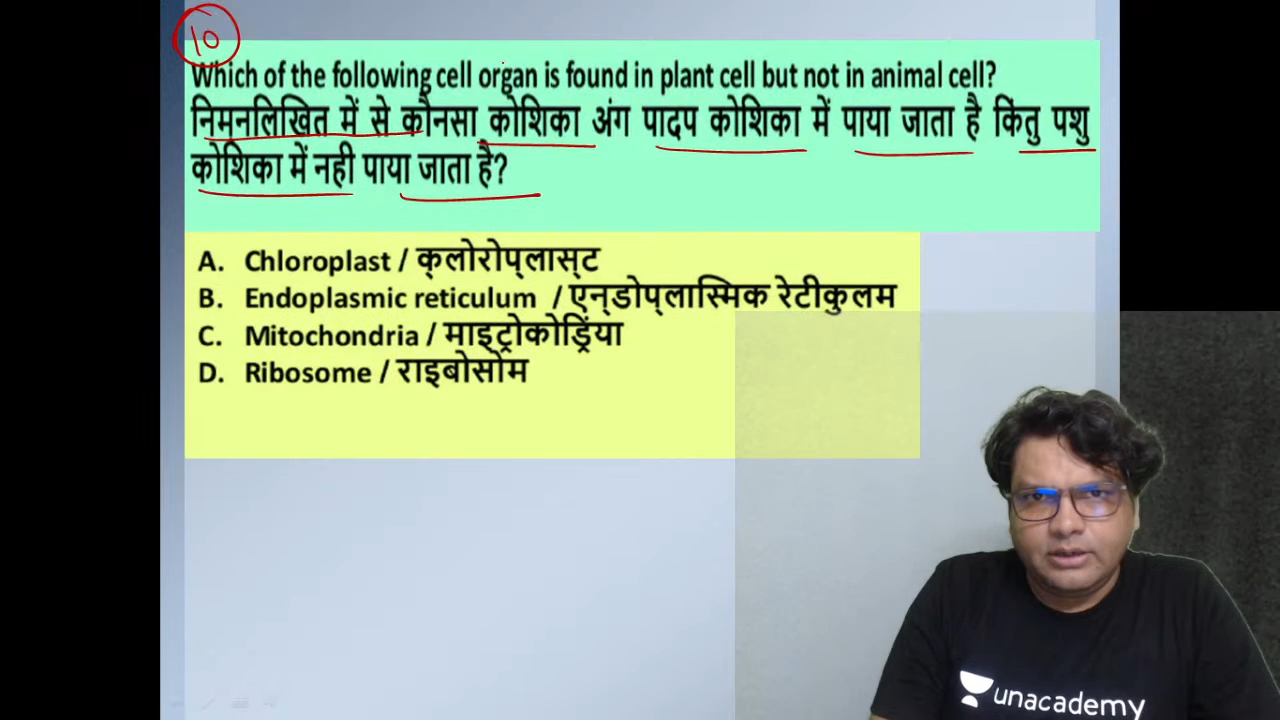 10
Which of the following cell organ is found in plant cell but not in animal cell?
निमनलिखित में से कौनसा कोशिका अंग पादप कोशिका में पाया जाता है किंतु पशु
कोशिका में नही पाया जाता है?
A. Chloroplast / क्लोरोप्लास्ट
B. Endoplasmic reticulum / एन्डोप्लास्मिक रेटीकुलम
C. Mitochondria / माइट्रोकोड्रिंया
D. Ribosome / राइबोसोम
unacademy